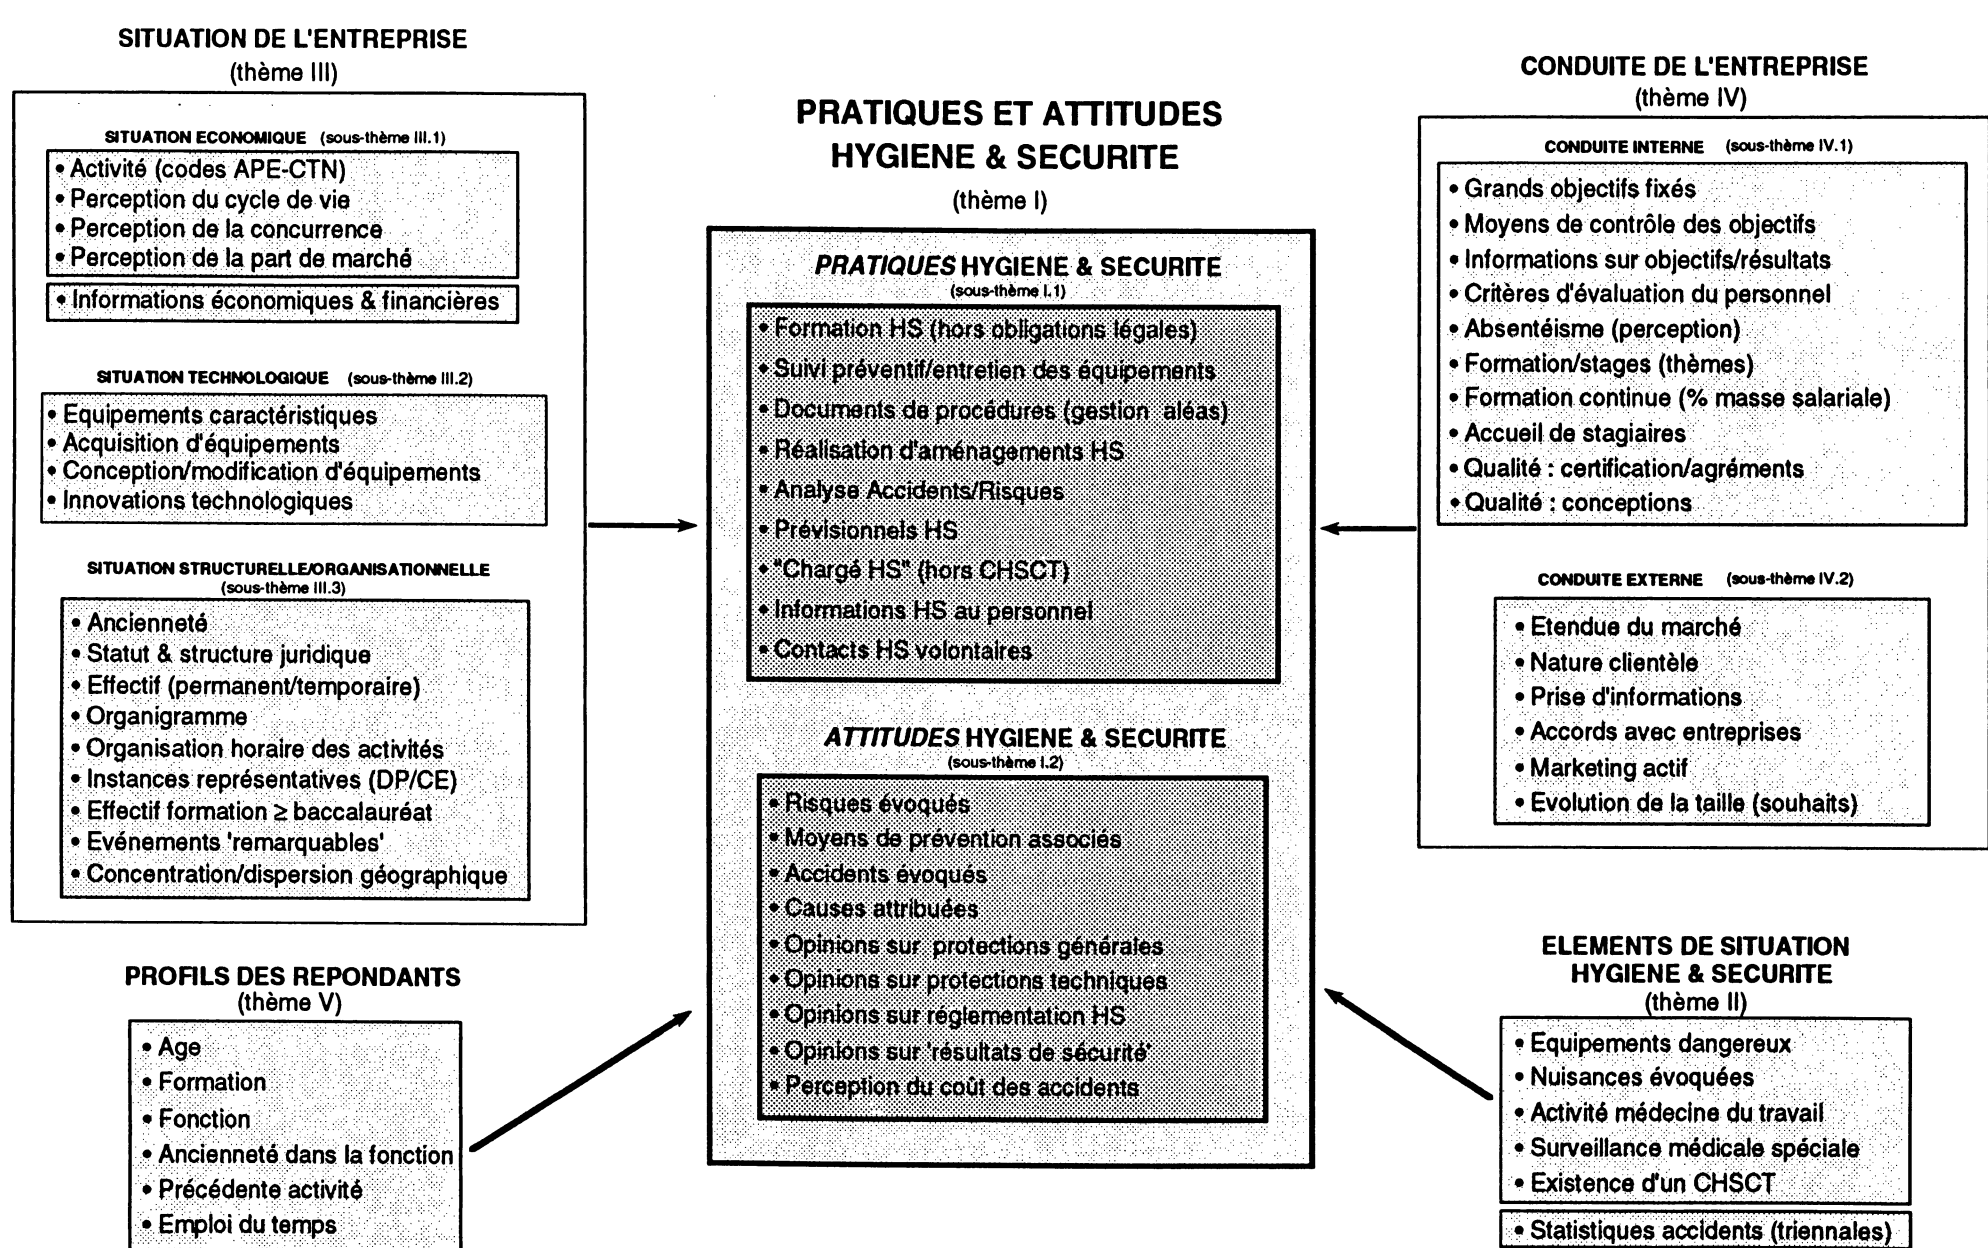 SITUATION DE L'ENTREPRISE
(thème III)
SITUATION ECONOMIQUE (sous-thème III.1)
• Activité (codes APE-CTN)
• Perception du cycle de vie
• Perception de la concurrence
• Perception de la part de marché
• Informations économiques & financières
SITUATION TECHNOLOGIQUE (sous-thème III.2)
• Equipements caractéristiques
• Acquisition d'équipements
• Conception/modification d'équipements
• Innovations technologiques
SITUATION STRUCTURELLE/ORGANISATIONNELLE
(sous-thème III.3)
• Ancienneté
• Statut & structure juridique
• Effectif (permanent/temporaire)
• Organigramme
• Organisation horaire des activités
• Instances représentatives (DP/CE)
• Effectif formation ≥ baccalauréat
• Evénements 'remarquables'
• Concentration/dispersion géographique
PROFILS DES REPONDANTS
(thème V)
• Age
• Formation
• Fonction
• Ancienneté dans la fonction
• Précédente activité
• Emploi du temps
PRATIQUES ET ATTITUDES
HYGIENE & SECURITE
(thème I)
PRATIQUES HYGIENE & SECURITE
(sous-thème I.1)
• Formation HS (hors obligations légales)
• Suivi préventif/entretien des équipements
• Documents de procédures (gestion aléas)
• Réalisation d'aménagements HS
• Analyse Accidents/Risques
• Prévisionnels HS
• "Chargé HS" (hors CHSCT)
• Informations HS au personnel
• Contacts HS volontaires
ATTITUDES HYGIENE & SECURITE
(sous-thème I.2)
• Risques évoqués
• Moyens de prévention associés
• Accidents évoqués
• Causes attribuées
• Opinions sur protections générales
• Opinions sur protections techniques
• Opinions sur réglementation HS
• Opinions sur 'résultats de sécurité'
• Perception du coût des accidents
CONDUITE DE L'ENTREPRISE
(thème IV)
CONDUITE INTERNE (sous-thème IV.1)
• Grands objectifs fixés
• Moyens de contrôle des objectifs
• Informations sur objectifs/résultats
• Critères d'évaluation du personnel
• Absentéisme (perception)
• Formation/stages (thèmes)
• Formation continue (% masse salariale)
• Accueil de stagiaires
• Qualité : certification/agréments
• Qualité : conceptions
CONDUITE EXTERNE (sous-thème IV.2)
• Etendue du marché
• Nature clientèle
• Prise d'informations
• Accords avec entreprises
• Marketing actif
• Evolution de la taille (souhaits)
ELEMENTS DE SITUATION
HYGIENE & SECURITE
(thème II)
• Equipements dangereux
• Nuisances évoquées
• Activité médecine du travail
• Surveillance médicale spéciale
• Existence d'un CHSCT
• Statistiques accidents (triennales)